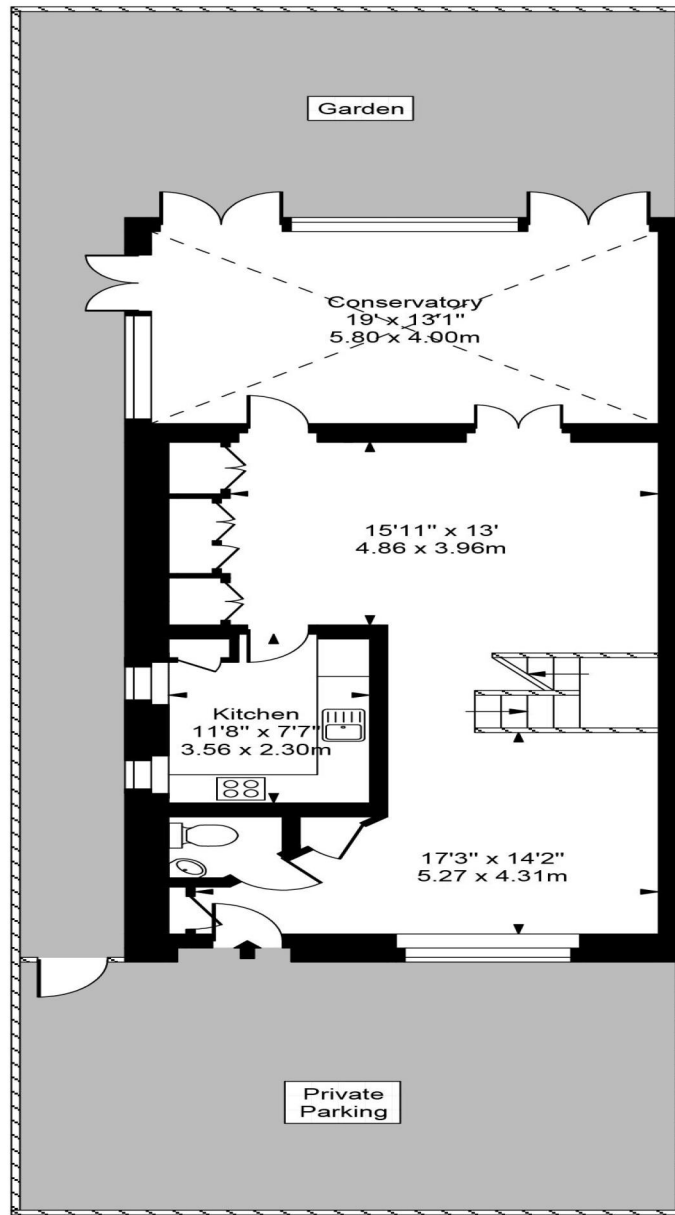 Garden
Conservatory
19' x 13'1"
5.80 x 4.00m
15'11" x 13'
4.86 x 3.96m
Kitchen
11'8" x 7'7"
3.56 x 2.30m
17'3" x 14'2"
5.27 x 4.31m
Private
Parking